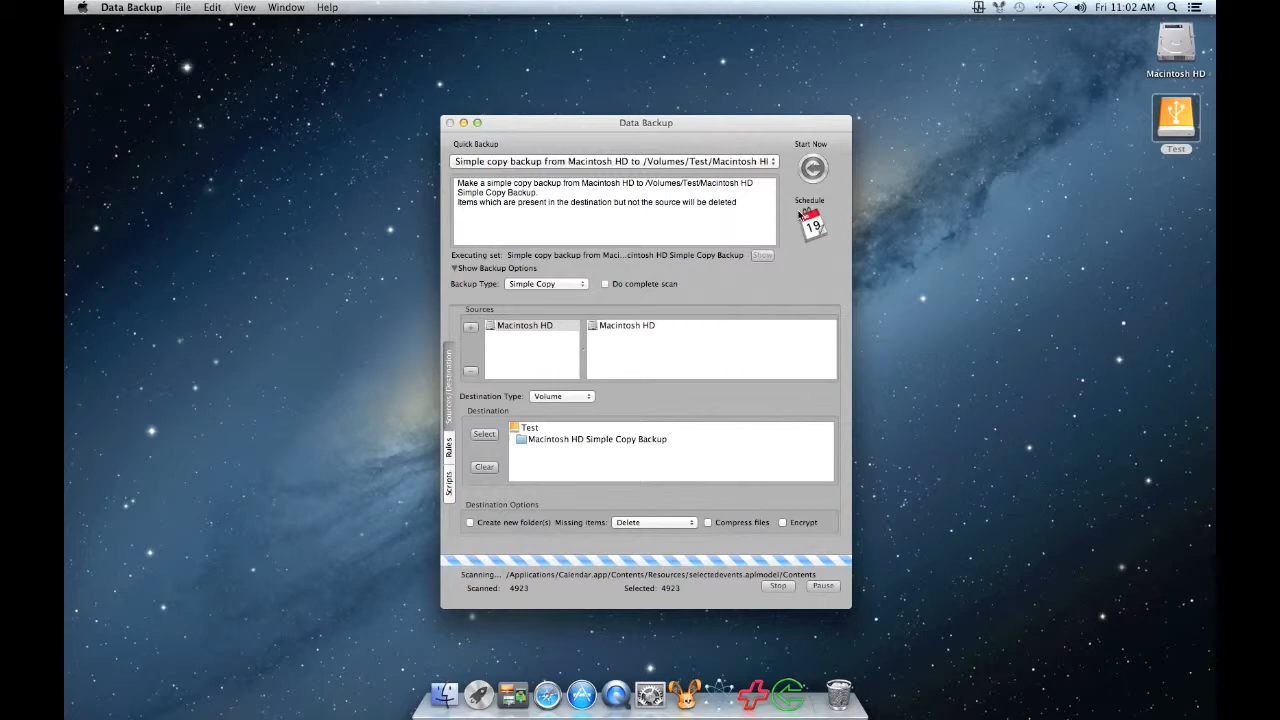 Data Backup File Edit View Window Help
Fri 11:02 AM
Macintosh HD
Test
Data Backup
Quick Backup
Start Now
Simple copy backup from Macintosh HD to /Volumes/Test/Macintosh H
Make a simple copy backup from Macintosh HD to /Volumes/Test/Macintosh HD
Simple Copy Backup.
Items which are present in the destination but not the source will be deleted
Schedule
19
Executing set: Simple copy backup from Maci...cintosh HD Simple Copy Backup Show
Show Backup Options
Backup Type: Simple Copy Do complete scan
Sources
Macintosh HD
Macintosh HD
Sources/Destination
Rules
Scripts
Destination Type: Volume
Destination
Select
Clear
Test
Macintosh HD Simple Copy Backup
Destination Options
Create new folder(s) Missing items: Delete Compress files Encrypt
Scanning... /Applications/Calendar.app/Contents/Resources/selectedevents.aplmodel/Contents
Scanned: 4923 Selected: 4923 Stop Pause